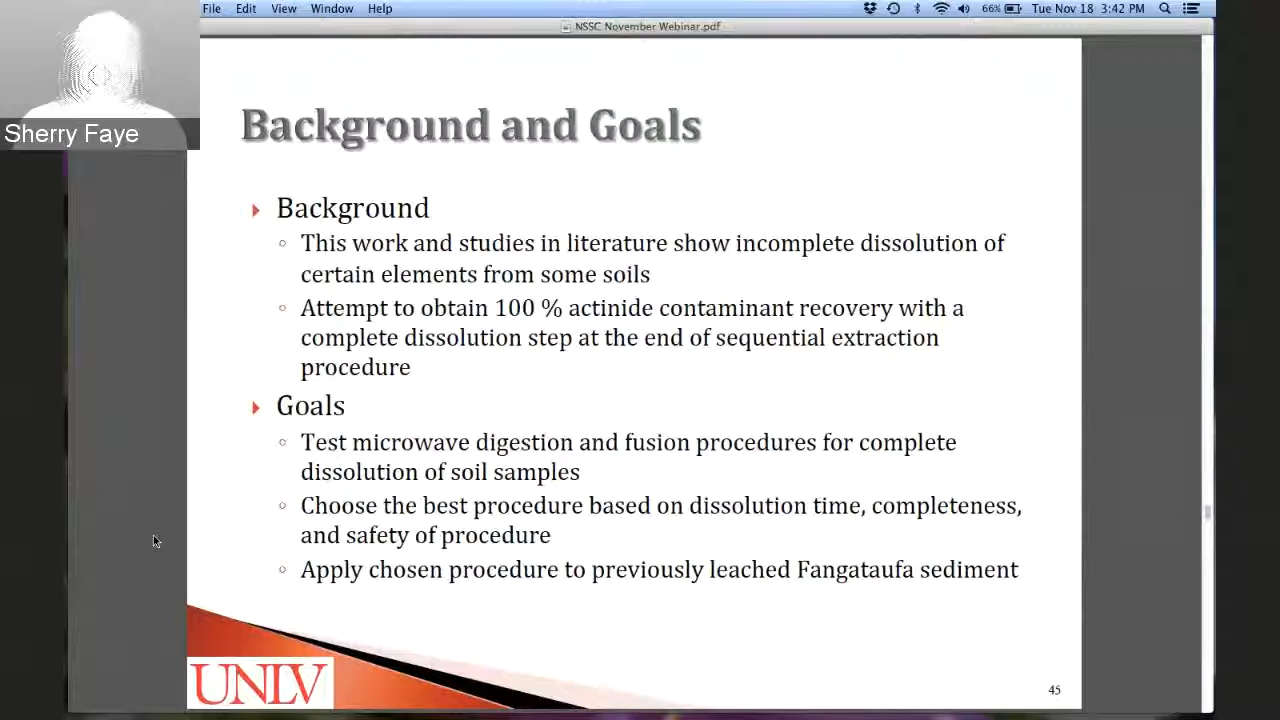 File Edit View Window Help
66% Tue Nov 18 3:42 PM
NSSC November Webinar.pdf
Sherry Faye
Background and Goals
Background
This work and studies in literature show incomplete dissolution of
certain elements from some soils
Attempt to obtain 100 % actinide contaminant recovery with a
complete dissolution step at the end of sequential extraction
procedure
Goals
Test microwave digestion and fusion procedures for complete
dissolution of soil samples
Choose the best procedure based on dissolution time, completeness,
and safety of procedure
Apply chosen procedure to previously leached Fangataufa sediment
UNLV
45